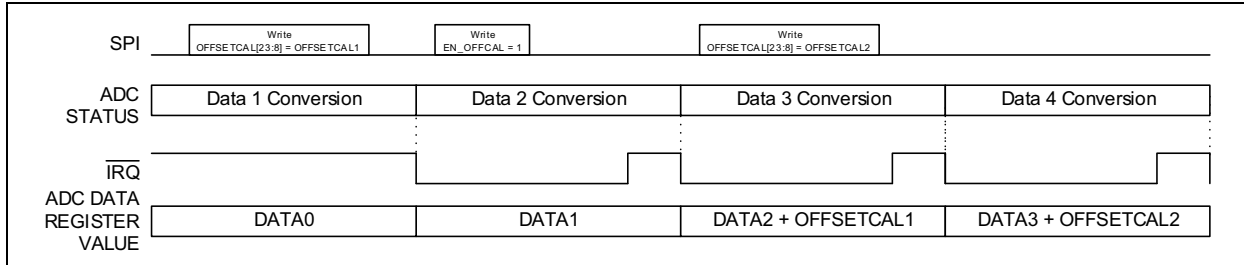 SPI
Write
OFFSETCAL[23:8] = OFFSETCAL1
Write
EN_OFFCAL = 1
Write
OFFSETCAL[23:8] = OFFSETCAL2
ADC
STATUS
Data 1 Conversion
Data 2 Conversion
Data 3 Conversion
Data 4 Conversion
IRQ
ADC DATA
REGISTER
VALUE
DATA0
DATA1
DATA2 + OFFSETCAL1
DATA3 + OFFSETCAL2